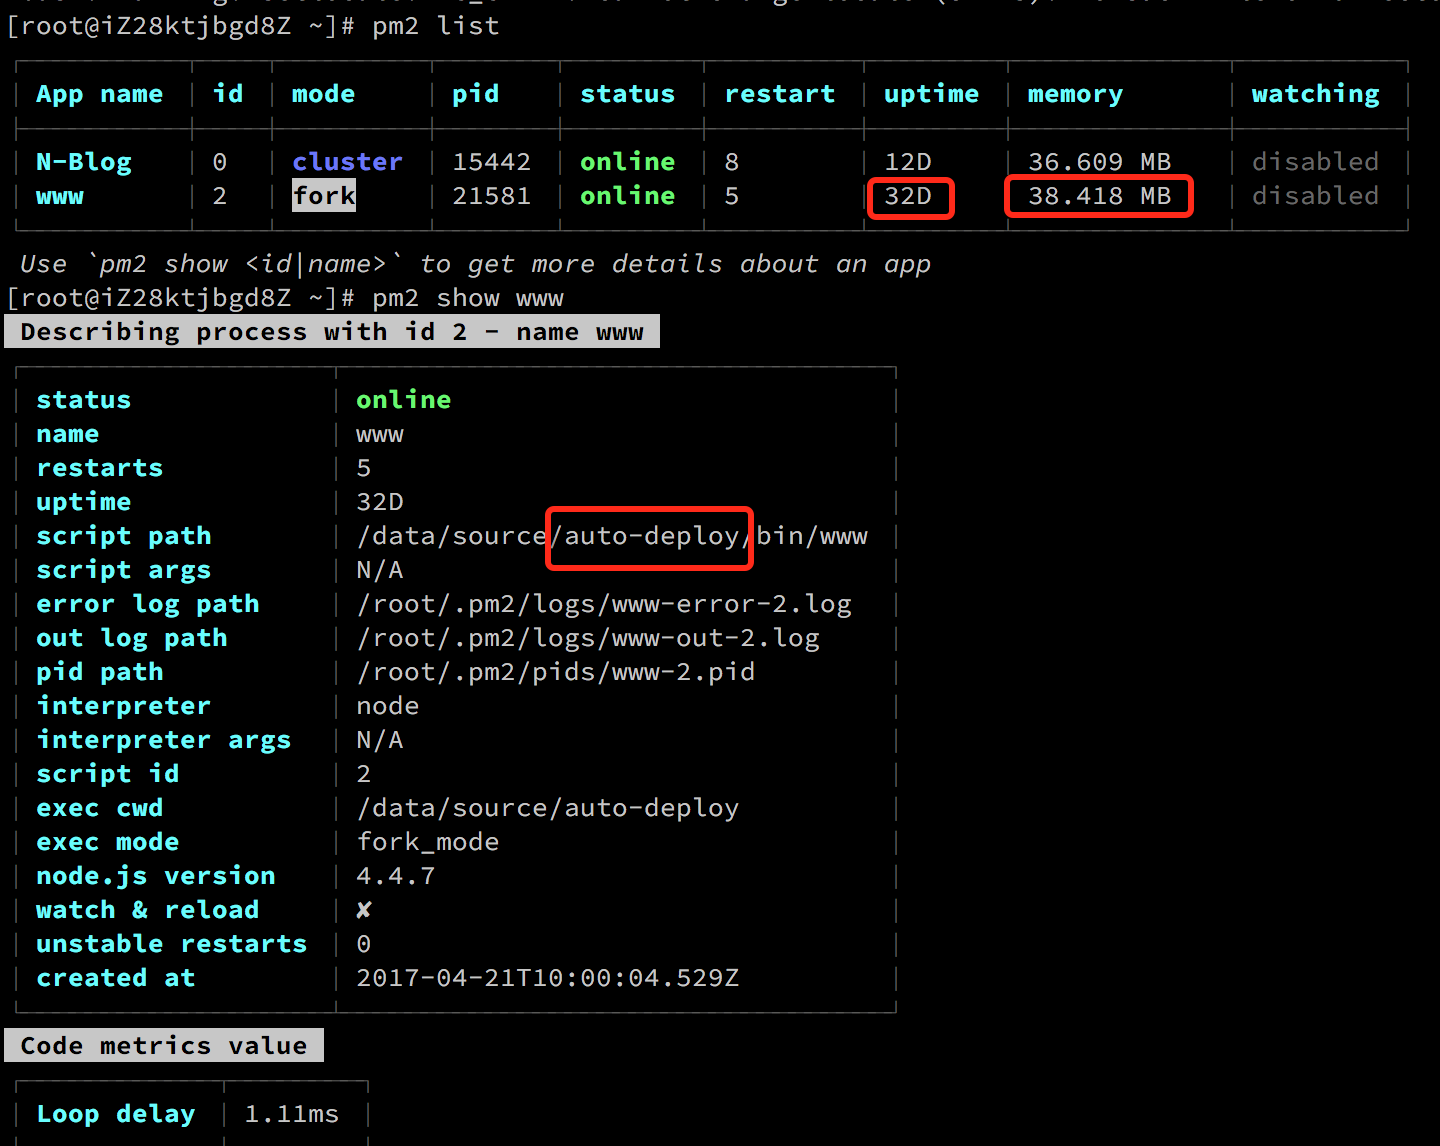 [root@iZ28ktjbgd8Z ~]# pm2 list
App name id mode pid status restart uptime memory watching
N-Blog 0 cluster 15442 online 8 12D 36.609 MB disabled
www 2 fork 21581 online 5 32D 38.418 MB disabled
Use `pm2 show <id|name>` to get more details about an app
[root@iZ28ktjbgd8Z ~]# pm2 show www
Describing process with id 2 - name www
status online
name www
restarts 5
uptime 32D
script path /data/source/auto-deploy/bin/www
script args N/A
error log path /root/.pm2/logs/www-error-2.log
out log path /root/.pm2/logs/www-out-2.log
pid path /root/.pm2/pids/www-2.pid
interpreter node
interpreter args N/A
script id 2
exec cwd /data/source/auto-deploy
exec mode fork_mode
node.js version 4.4.7
watch & reload ✘
unstable restarts 0
created at 2017-04-21T10:00:04.529Z
Code metrics value
Loop delay 1.11ms